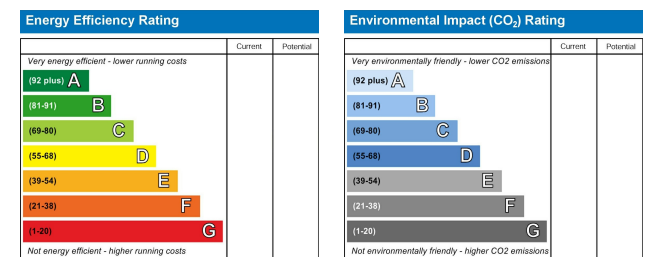 Energy Efficiency Rating
Current Potential
Very energy efficient - lower running costs
(92 plus) A
(81-91) B
(69-80) C
(55-68) D
(39-54) E
(21-38) F
(1-20) G
Not energy efficient - higher running costs
Environmental Impact (CO₂) Rating
Current Potential
Very environmentally friendly - lower CO2 emissions
(92 plus) A
(81-91) B
(69-80) C
(55-68) D
(39-54) E
(21-38) F
(1-20) G
Not environmentally friendly - higher CO2 emissions